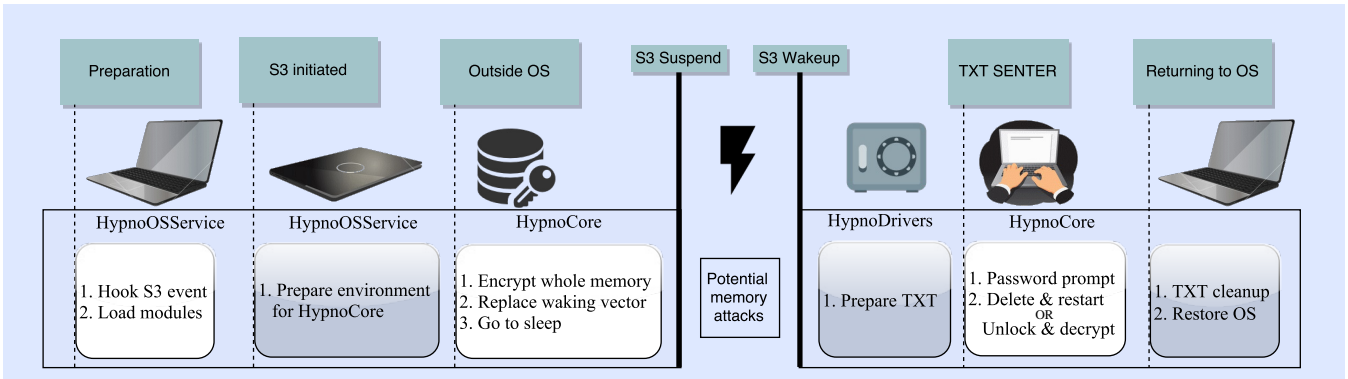 Preparation
S3 initiated
Outside OS
S3 Suspend
S3 Wakeup
TXT SENTER
Returning to OS
HypnoOSService
HypnoOSService
HypnoCore
HypnoDrivers
HypnoCore
1. Hook S3 event
2. Load modules
1. Prepare environment
for HypnoCore
1. Encrypt whole memory
2. Replace waking vector
3. Go to sleep
Potential
memory
attacks
1. Prepare TXT
1. Password prompt
2. Delete & restart
OR
Unlock & decrypt
1. TXT cleanup
2. Restore OS